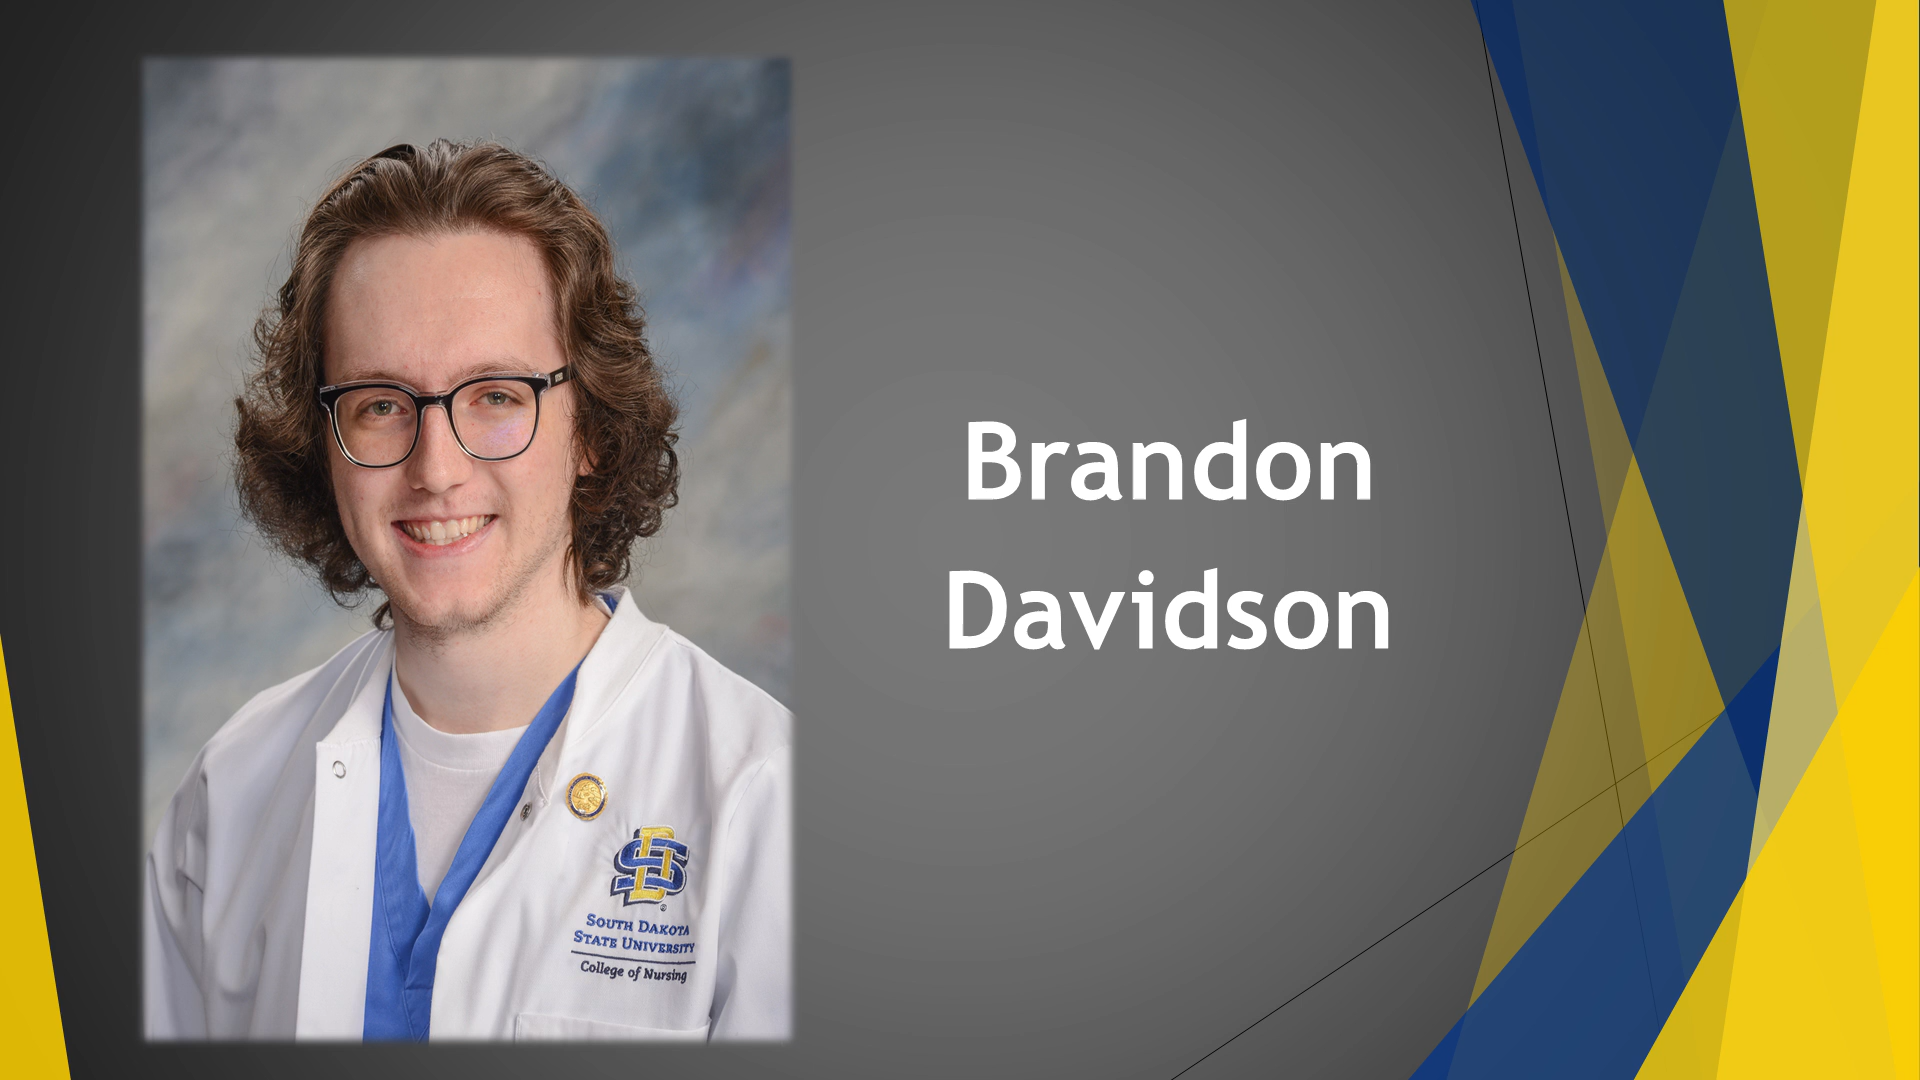 Brandon
Davidson
SOUTH DAKOTA
STATE UNIVERSITY
College of Nursing